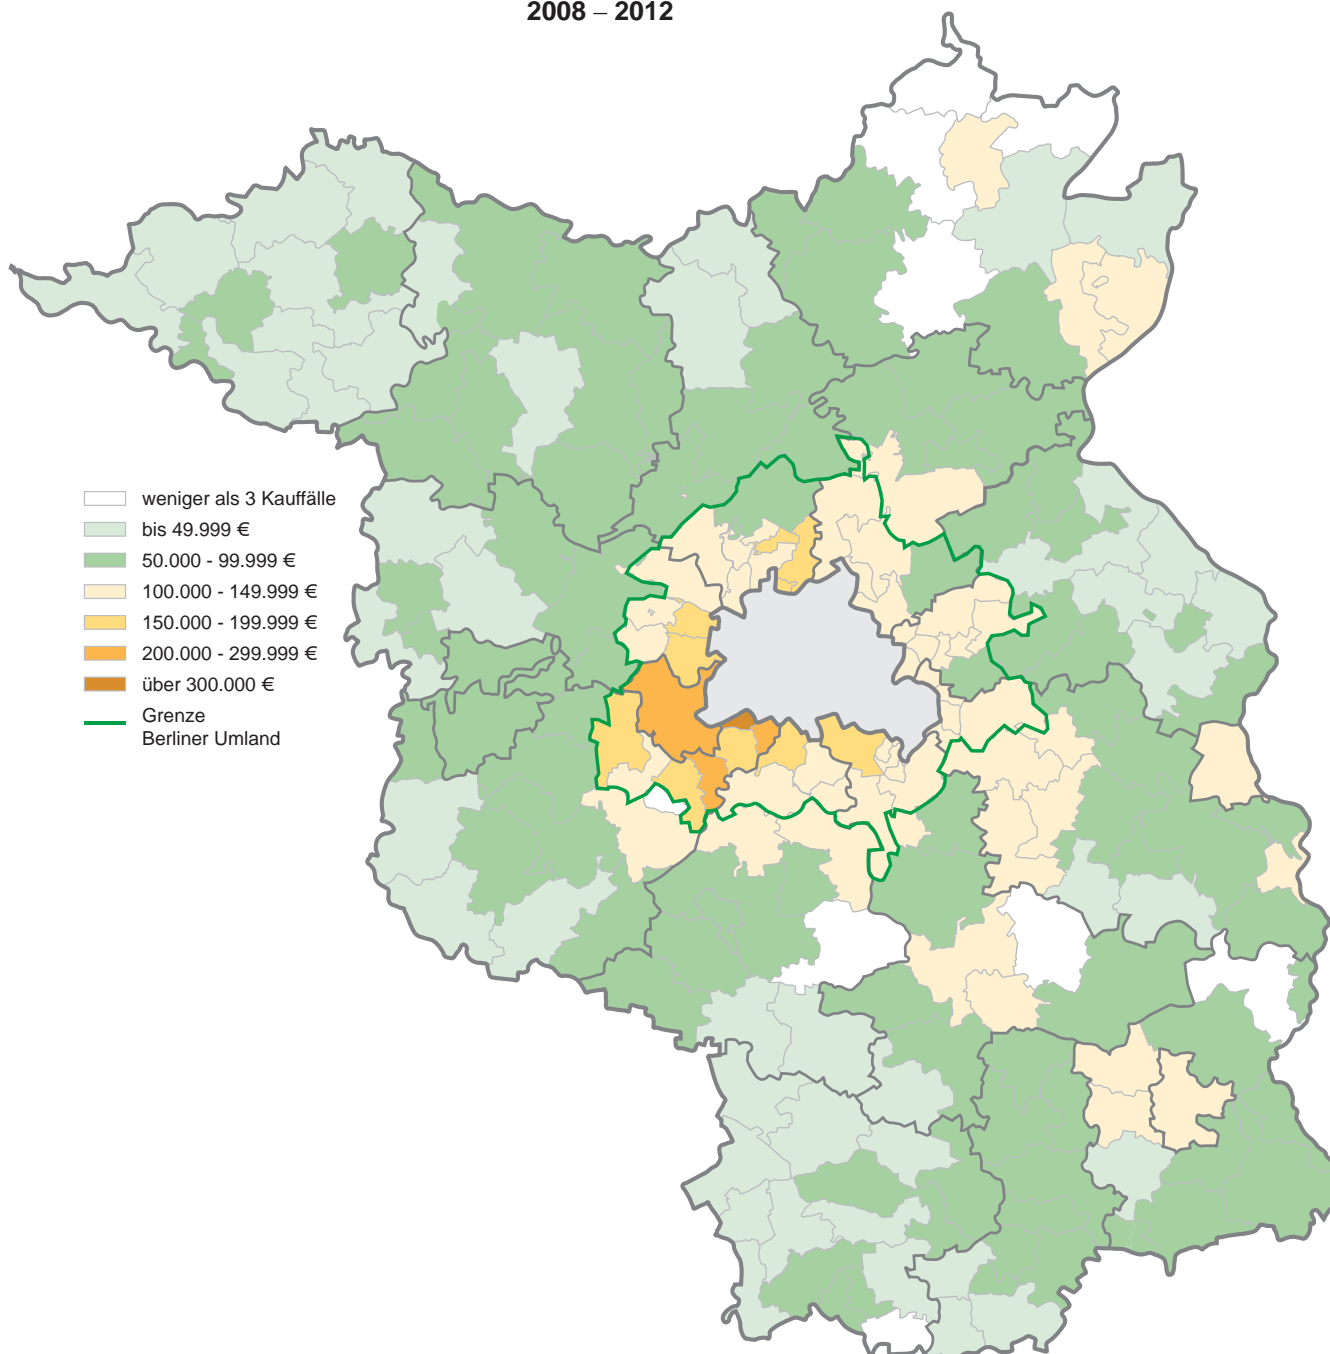 2008 – 2012
weniger als 3 Kauffälle
bis 49.999 €
50.000 - 99.999 €
100.000 - 149.999 €
150.000 - 199.999 €
200.000 - 299.999 €
über 300.000 €
Grenze
Berliner Umland